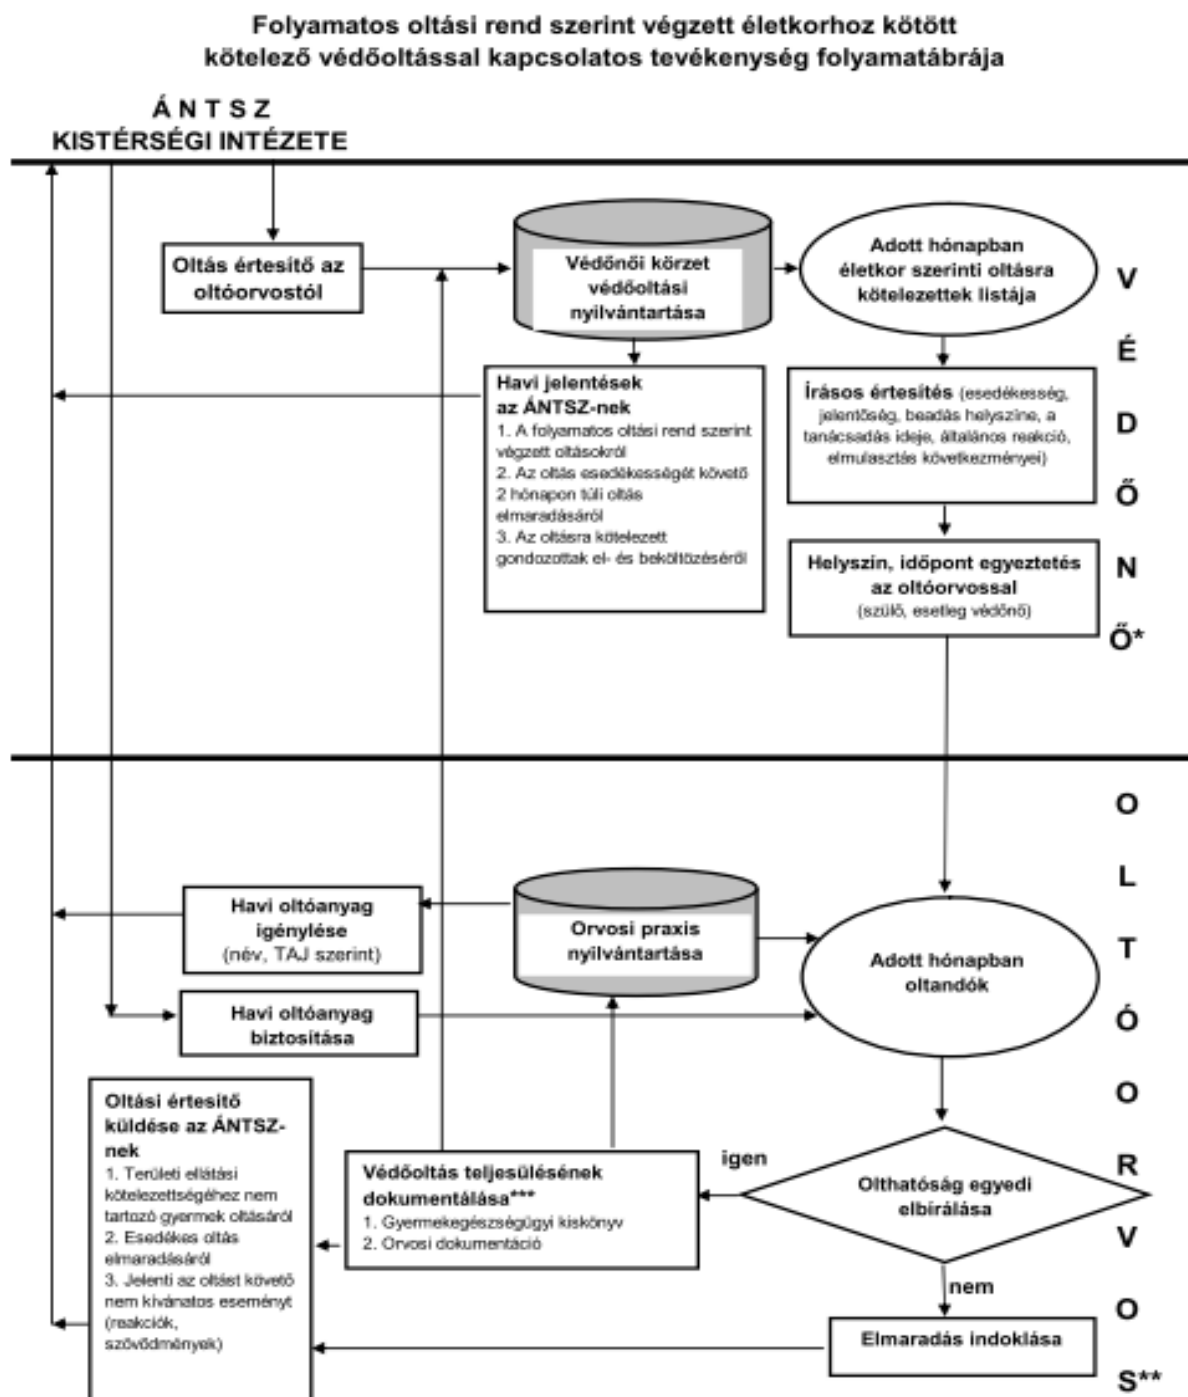 Folyamatos oltási rend szerint végzett életkorhoz kötött
kötelező védőoltással kapcsolatos tevékenység folyamatábrája
Á N T S Z
KISTÉRSÉGI INTÉZETE
Oltás értesítő az
oltóorvostól
Védőnői körzet
védőoltási
nyilvántartása
Adott hónapban
életkor szerinti oltásra
kötelezettek listája
Havi jelentések
az ÁNTSZ-nek
1. A folyamatos oltási rend szerint
végzett oltásokról
2. Az oltás esedékességét követő
2 hónapon túli oltás
elmaradásáról
3. Az oltásra kötelezett
gondozottak el- és beköltözéséről
Írásos értesítés (esedékesség,
jelentőség, beadás helyszíne, a
tanácsadás ideje, általános reakció,
elmulasztás következményei)
Helyszín, időpont egyeztetés
az oltóorvossal
(szülő, esetleg védőnő)
V
É
D
Ő
N
Ő*
Havi oltóanyag
igénylése
(név, TAJ szerint)
Orvosi praxis
nyilvántartása
Adott hónapban
oltandók
Havi oltóanyag
biztosítása
Oltási értesítő
küldése az ÁNTSZ-
nek
1. Területi ellátási
kötelezettségéhez nem
tartozó gyermek oltásáról
2. Esedékes oltás
elmaradásáról
3. Jelenti az oltást követő
nem kívánatos eseményt
(reakciók,
szövődmények)
Védőoltás teljesülésének
dokumentálása***
1. Gyermekegészségügyi kiskönyv
2. Orvosi dokumentáció
igen
Olthatóság egyedi
elbírálása
nem
Elmaradás indoklása
O
L
T
Ó
O
R
V
O
S**